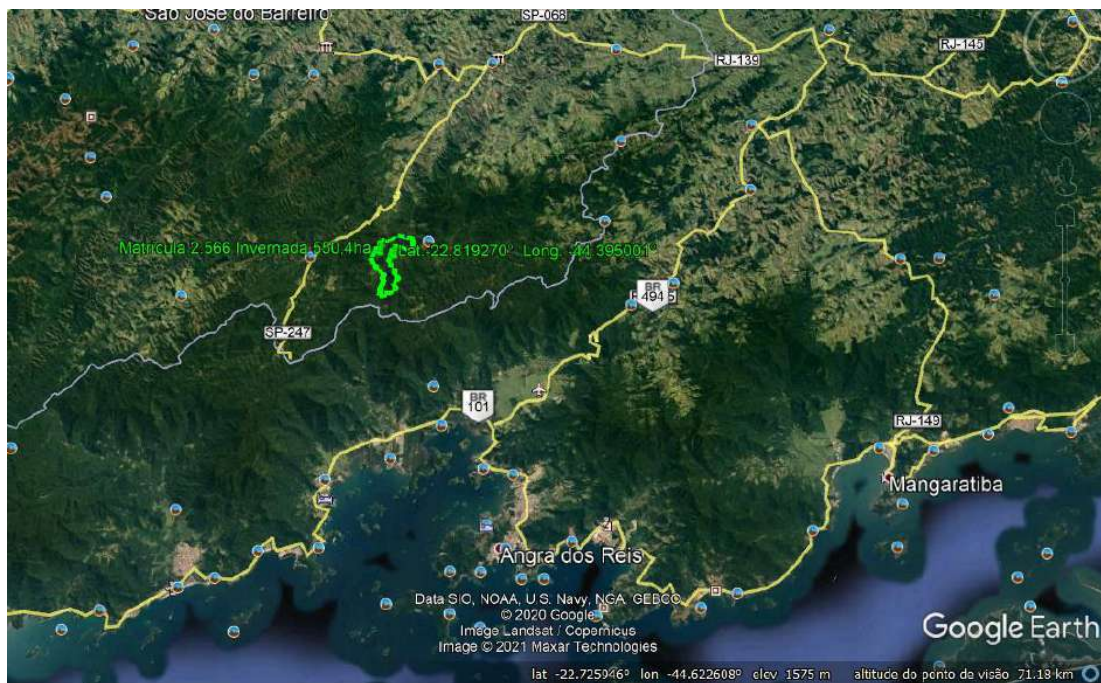 São José do Barreiro
SP-068
RJ-139
RJ-145
Matricula 2.566 Invernada 580,4ha
Lat.-22.819270° Long. -44.395001°
BR
494
SP-247
BR
101
RJ-149
Mangaratiba
Angra dos Reis
Data SIO, NOAA, U.S. Navy, NGA, GEBCO
© 2020 Google
Image Landsat / Copernicus
Image © 2021 Maxar Technologies
Google Earth
lat -22.725946° lon -44.622608° elev 1575 m altitude do ponto de visão 71.18 km